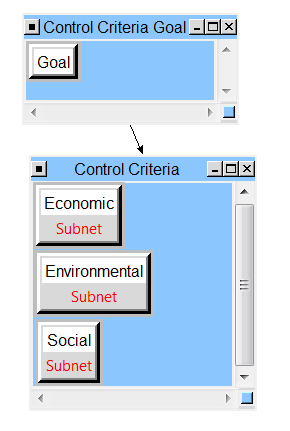 Control Criteria Goal
Goal
Control Criteria
Economic
Subnet
Environmental
Subnet
Social
Subnet